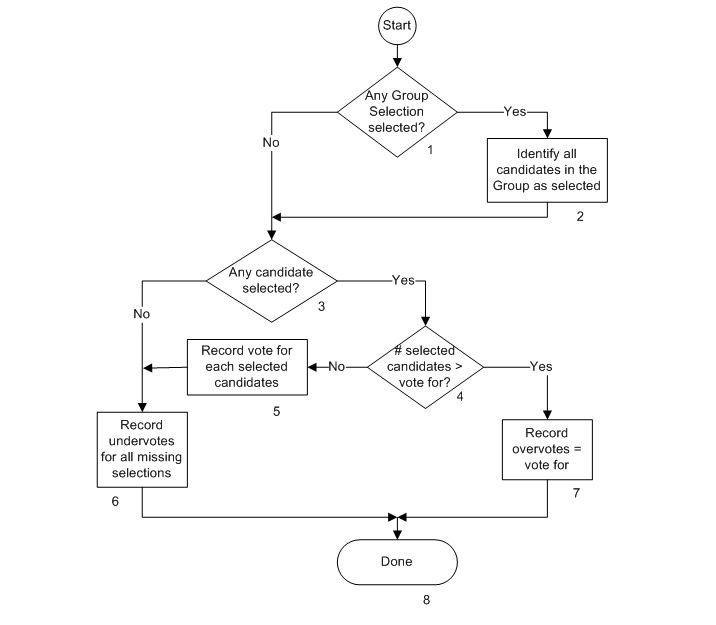 Start
Any Group
Selection
selected?
1
Yes
No
Identify all
candidates in the
Group as selected
2
Any candidate
selected?
3
Yes
No
# selected
candidates >
vote for?
4
No
Yes
Record vote for
each selected
candidates
5
Record
undervotes
for all missing
selections
6
Record
overvotes =
vote for
7
Done
8